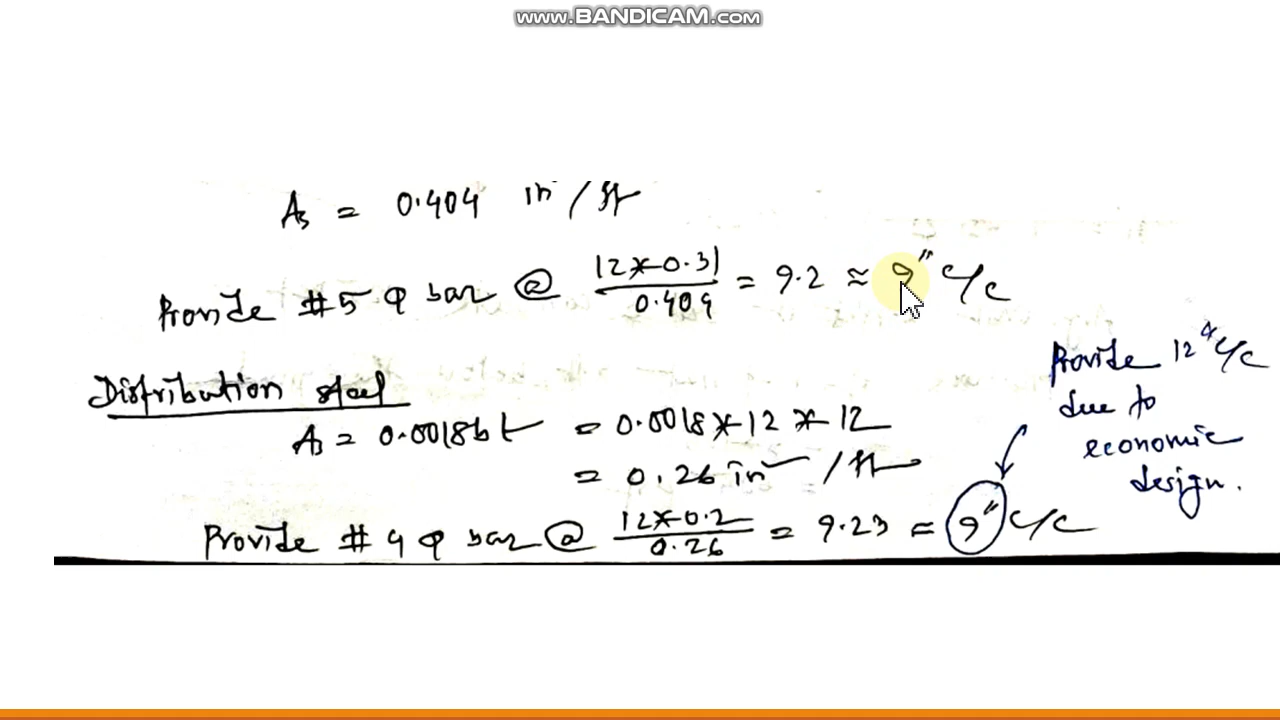 www.BANDICAM.com
As = 0.404 in²/ft
Provide #5 φ bar @ 12*0.31/0.404 = 9.2 ≈ 9" c/c
Distribution steel
As = 0.0018bt = 0.0018*12*12
= 0.26 in²/ft
Provide #4 φ bar @ 12*0.2/0.26 = 9.23 = 9" c/c
Provide 12" c/c
due to
economic
design.